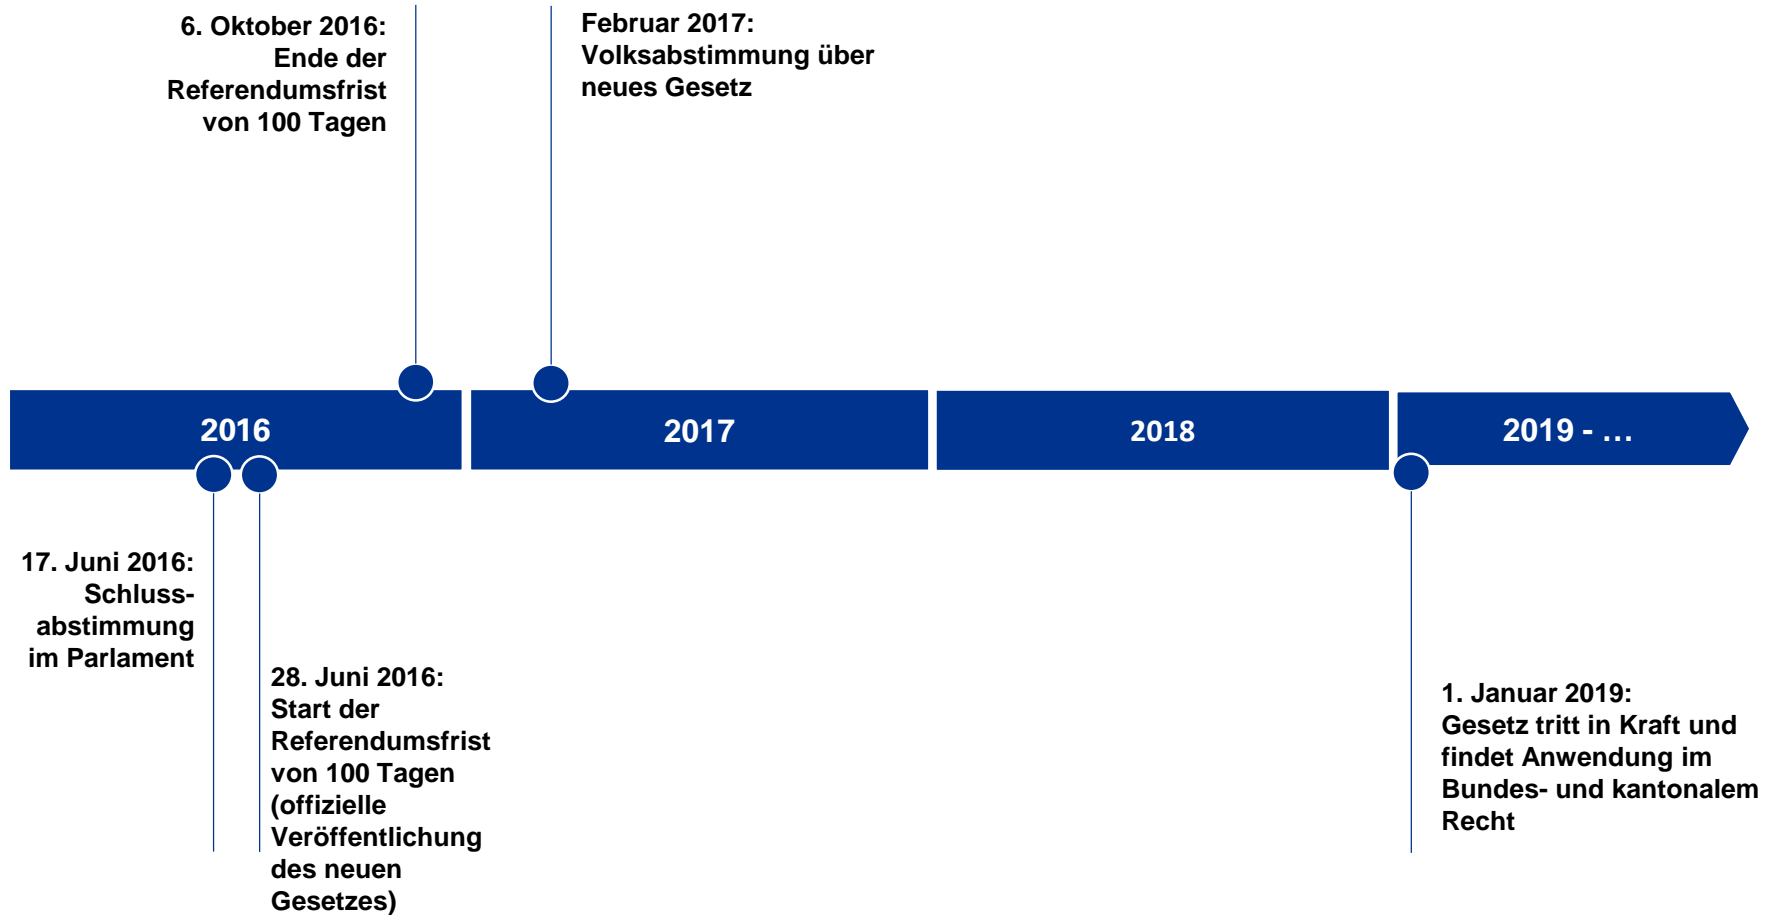 6. Oktober 2016:
Ende der
Referendumsfrist
von 100 Tagen
Februar 2017:
Volksabstimmung über
neues Gesetz
2016
2017
2018
2019 - …
17. Juni 2016:
Schluss-
abstimmung
im Parlament
28. Juni 2016:
Start der
Referendumsfrist
von 100 Tagen
(offizielle
Veröffentlichung
des neuen
Gesetzes)
1. Januar 2019:
Gesetz tritt in Kraft und
findet Anwendung im
Bundes- und kantonalem
Recht